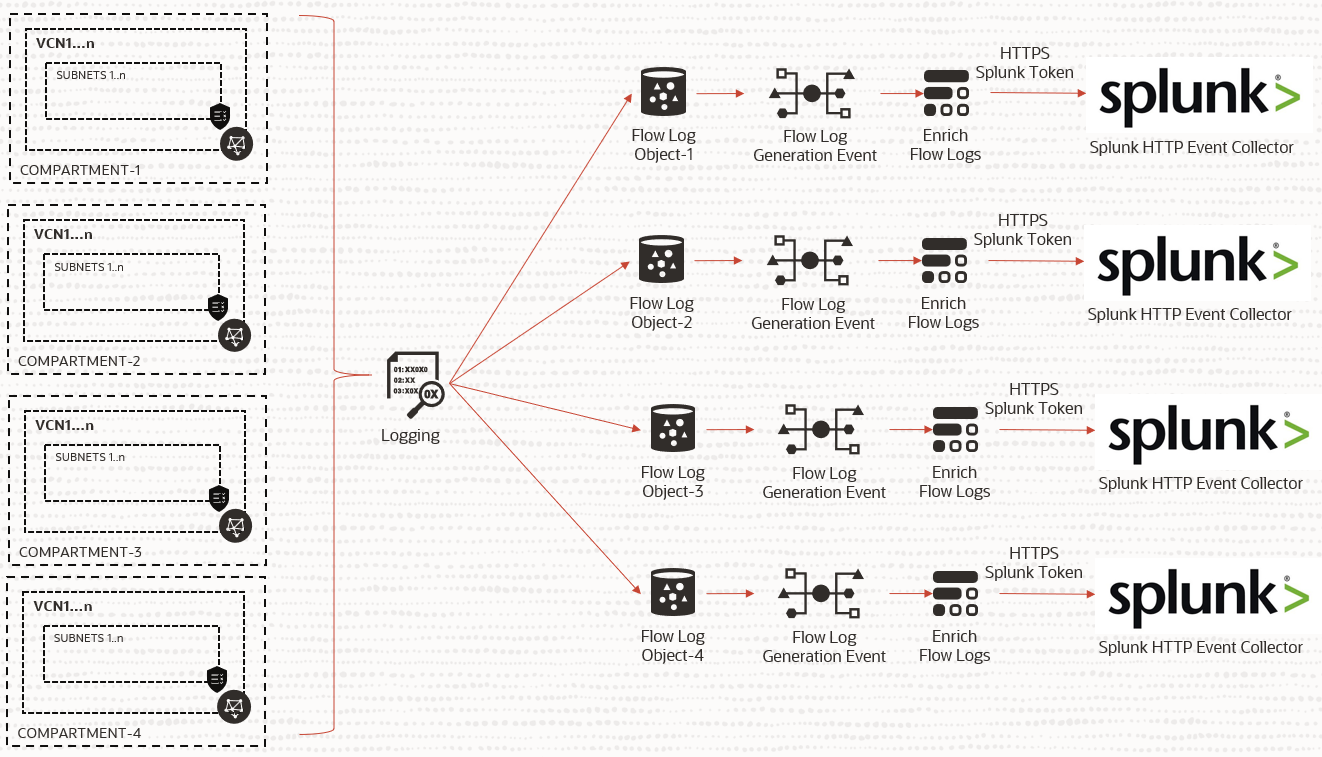 VCN1...n
SUBNETS 1..n
COMPARTMENT-1
VCN1...n
SUBNETS 1..n
COMPARTMENT-2
VCN1...n
SUBNETS 1..n
COMPARTMENT-3
VCN1...n
SUBNETS 1..n
COMPARTMENT-4
01:XX0X0
02:XX
03:X0X
0X
Logging
Flow Log
Object-1
Flow Log
Generation Event
Enrich
Flow Logs
HTTPS
Splunk Token
splunk>®
Splunk HTTP Event Collector
Flow Log
Object-2
Flow Log
Generation Event
Enrich
Flow Logs
HTTPS
Splunk Token
splunk>®
Splunk HTTP Event Collector
Flow Log
Object-3
Flow Log
Generation Event
Enrich
Flow Logs
HTTPS
Splunk Token
splunk>®
Splunk HTTP Event Collector
Flow Log
Object-4
Flow Log
Generation Event
Enrich
Flow Logs
HTTPS
Splunk Token
splunk>®
Splunk HTTP Event Collector